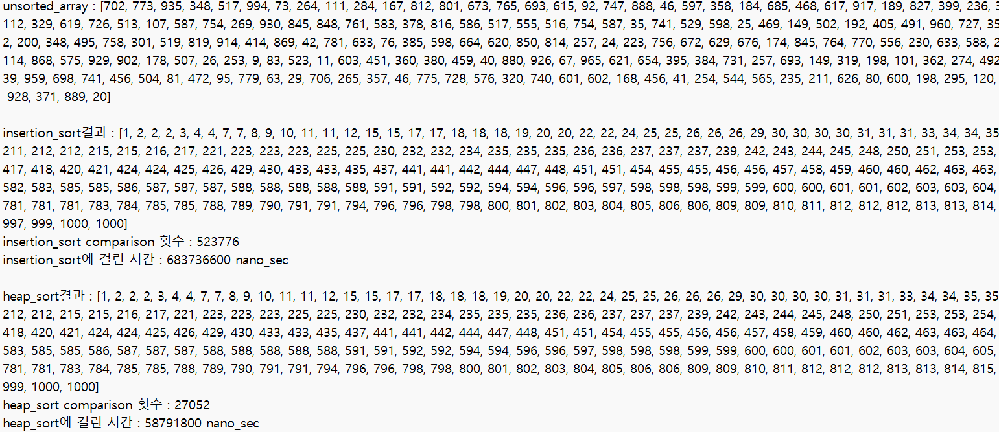 unsorted_array : [702, 773, 935, 348, 517, 994, 73, 264, 111, 284, 167, 812, 801, 673, 765, 693, 615, 92, 747, 888, 46, 597, 358, 184, 685, 468, 617, 917, 189, 827, 399, 236,
112, 329, 619, 726, 513, 107, 587, 754, 269, 930, 845, 848, 761, 583, 378, 816, 586, 517, 555, 516, 754, 587, 35, 741, 529, 598, 25, 469, 149, 502, 192, 405, 491, 960, 727, 35
2, 200, 348, 495, 758, 301, 519, 819, 914, 414, 869, 42, 781, 633, 76, 385, 598, 664, 620, 850, 814, 257, 24, 223, 756, 672, 629, 676, 174, 845, 764, 770, 556, 230, 633, 588, 2
114, 868, 575, 929, 902, 178, 507, 26, 253, 9, 83, 523, 11, 603, 451, 360, 380, 459, 40, 880, 926, 67, 965, 621, 654, 395, 384, 731, 257, 693, 149, 319, 198, 101, 362, 274, 492
39, 959, 698, 741, 456, 504, 81, 472, 95, 779, 63, 29, 706, 265, 357, 46, 775, 728, 576, 320, 740, 601, 602, 168, 456, 41, 254, 544, 565, 235, 211, 626, 80, 600, 198, 295, 120,
928, 371, 889, 20]
insertion_sort결과 : [1, 2, 2, 2, 3, 4, 4, 7, 7, 8, 9, 10, 11, 11, 12, 15, 15, 17, 17, 18, 18, 18, 19, 20, 20, 22, 22, 24, 25, 25, 26, 26, 26, 29, 30, 30, 30, 30, 31, 31, 31, 33, 34, 34, 35
211, 212, 212, 215, 215, 216, 217, 221, 223, 223, 223, 225, 225, 230, 232, 232, 234, 235, 235, 235, 236, 236, 237, 237, 237, 239, 242, 243, 244, 245, 248, 250, 251, 253, 253,
417, 418, 420, 421, 424, 424, 425, 426, 429, 430, 433, 433, 435, 437, 441, 441, 442, 444, 447, 448, 451, 451, 454, 455, 455, 456, 456, 457, 458, 459, 460, 460, 462, 463, 463,
582, 583, 585, 585, 586, 587, 587, 587, 588, 588, 588, 588, 588, 591, 591, 592, 592, 594, 594, 596, 596, 597, 598, 598, 598, 599, 599, 600, 600, 601, 601, 602, 603, 603, 604,
781, 781, 781, 783, 784, 785, 785, 788, 789, 790, 791, 791, 794, 796, 796, 798, 798, 800, 801, 802, 803, 804, 805, 806, 806, 809, 809, 810, 811, 812, 812, 812, 813, 813, 814,
997, 999, 1000, 1000]
insertion_sort comparison 횟수 : 523776
insertion_sort에 걸린 시간 : 683736600 nano_sec
heap_sort결과 : [1, 2, 2, 2, 3, 4, 4, 7, 7, 8, 9, 10, 11, 11, 12, 15, 15, 17, 17, 18, 18, 18, 19, 20, 20, 22, 22, 24, 25, 25, 26, 26, 26, 29, 30, 30, 30, 30, 31, 31, 31, 33, 34, 34, 35, 35
212, 212, 215, 215, 216, 217, 221, 223, 223, 223, 225, 225, 230, 232, 232, 234, 235, 235, 235, 236, 236, 237, 237, 237, 239, 242, 243, 244, 245, 248, 250, 251, 253, 253, 254,
418, 420, 421, 424, 424, 425, 426, 429, 430, 433, 433, 435, 437, 441, 441, 442, 444, 447, 448, 451, 451, 454, 455, 455, 456, 456, 457, 458, 459, 460, 460, 462, 463, 463, 464,
583, 585, 585, 586, 587, 587, 587, 588, 588, 588, 588, 588, 591, 591, 592, 592, 594, 594, 596, 596, 597, 598, 598, 598, 599, 599, 600, 600, 601, 601, 602, 603, 603, 604, 605,
781, 781, 783, 784, 785, 785, 788, 789, 790, 791, 791, 794, 796, 796, 798, 798, 800, 801, 802, 803, 804, 805, 806, 806, 809, 809, 810, 811, 812, 812, 812, 813, 813, 814, 815,
999, 1000, 1000]
heap_sort comparison 횟수 : 27052
heap_sort에 걸린 시간 : 58791800 nano_sec